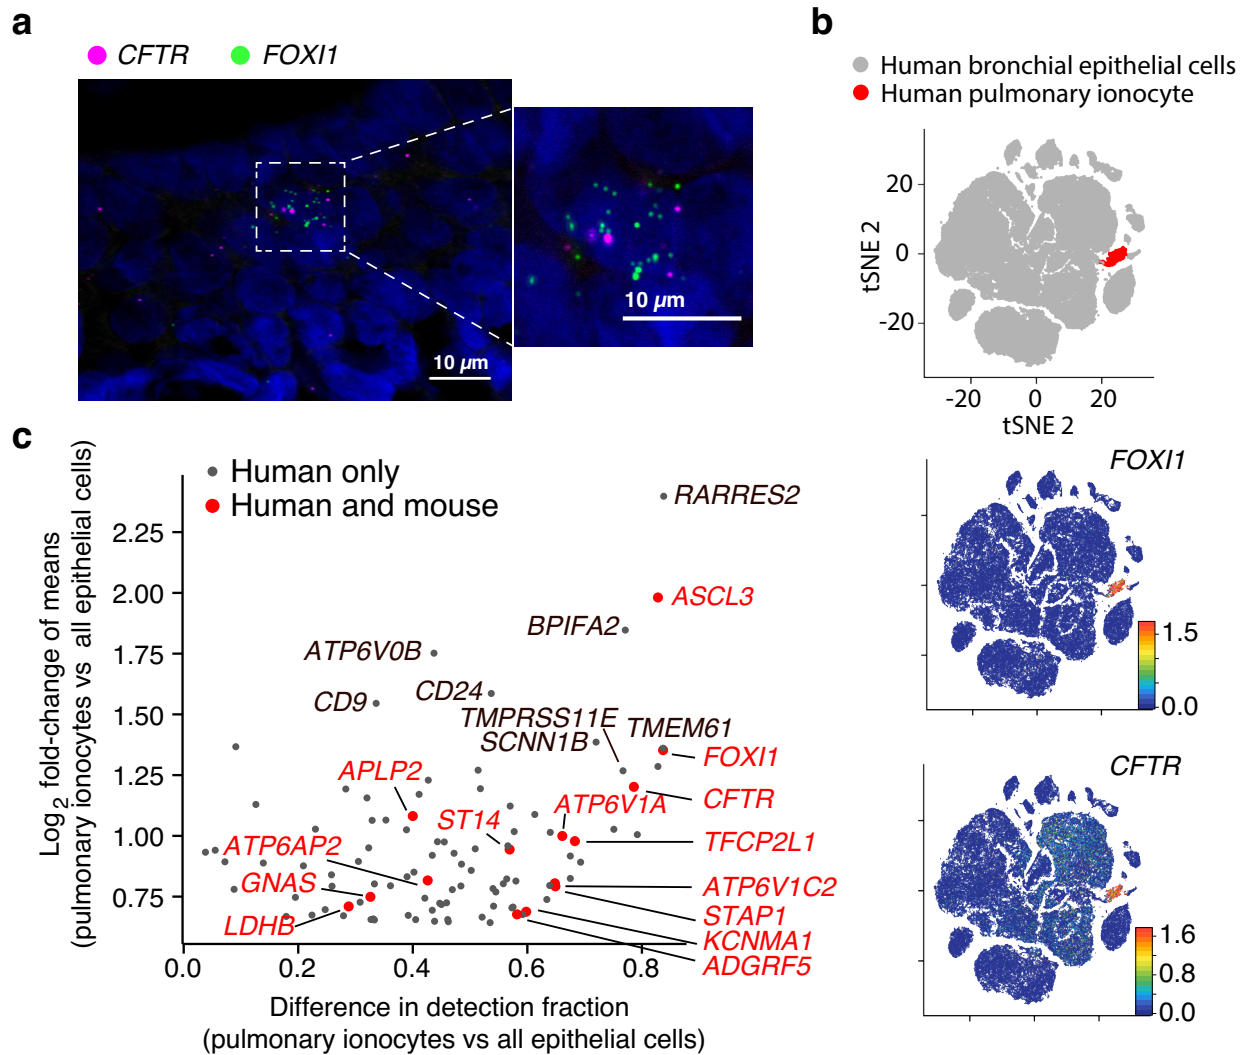 a
CFTR FOXI1
10 µm
10 µm
b
Human bronchial epithelial cells
Human pulmonary ionocyte
20
0
-20
tSNE 2
-20 0 20
tSNE 2
FOXI1
1.5
0.0
CFTR
1.6
0.8
0.0
c
Human only
Human and mouse
Log2 fold-change of means
(pulmonary ionocytes vs all epithelial cells)
2.25
2.00
1.75
1.50
1.25
1.00
0.75
RARRES2
ASCL3
BPIFA2
ATP6V0B
CD24
CD9
TMPRSS11E
TMEM61
SCNN1B
FOXI1
APLP2
ATP6V1A
CFTR
ST14
TFCP2L1
ATP6AP2
GNAS
ATP6V1C2
LDHB
STAP1
KCNMA1
ADGRF5
0.0 0.2 0.4 0.6 0.8
Difference in detection fraction
(pulmonary ionocytes vs all epithelial cells)